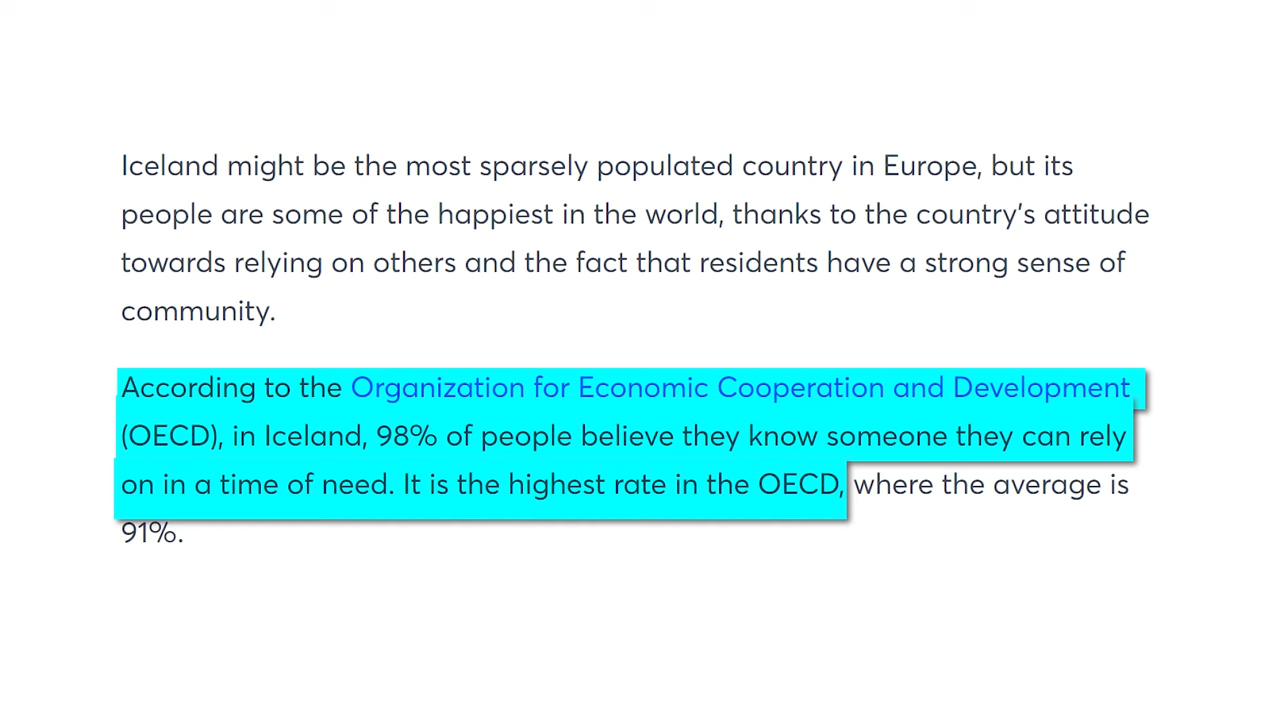 Iceland might be the most sparsely populated country in Europe, but its
people are some of the happiest in the world, thanks to the country's attitude
towards relying on others and the fact that residents have a strong sense of
community.
According to the Organization for Economic Cooperation and Development
(OECD), in Iceland, 98% of people believe they know someone they can rely
on in a time of need. It is the highest rate in the OECD, where the average is
91%.